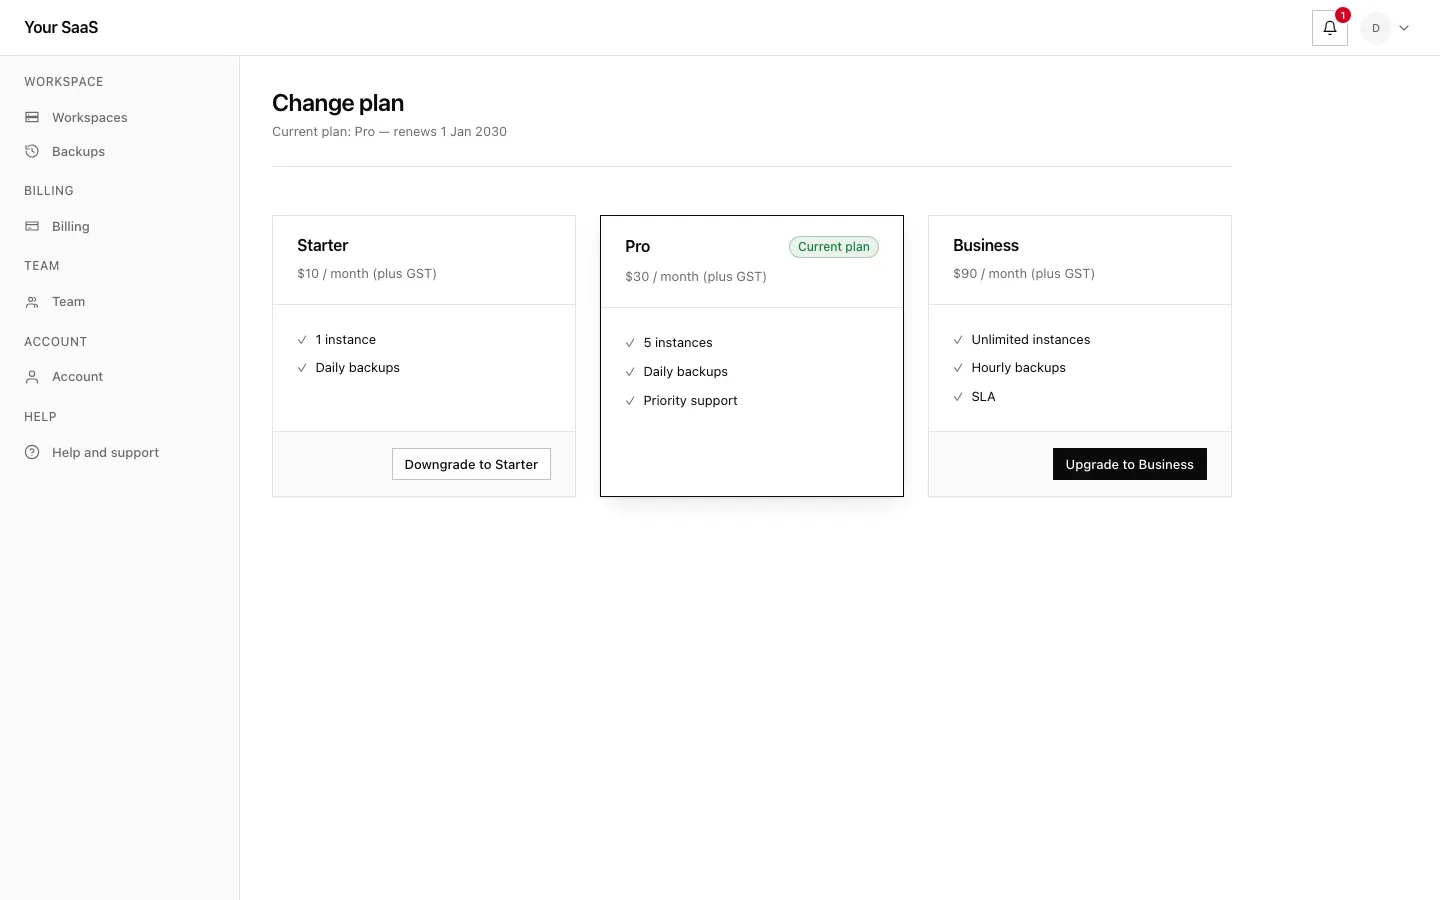 Your SaaS
1
D
WORKSPACE
Workspaces
Backups
BILLING
Billing
TEAM
Team
ACCOUNT
Account
HELP
Help and support
Change plan
Current plan: Pro — renews 1 Jan 2030
Starter
$10 / month (plus GST)
1 instance
Daily backups
Downgrade to Starter
Pro
Current plan
$30 / month (plus GST)
5 instances
Daily backups
Priority support
Business
$90 / month (plus GST)
Unlimited instances
Hourly backups
SLA
Upgrade to Business